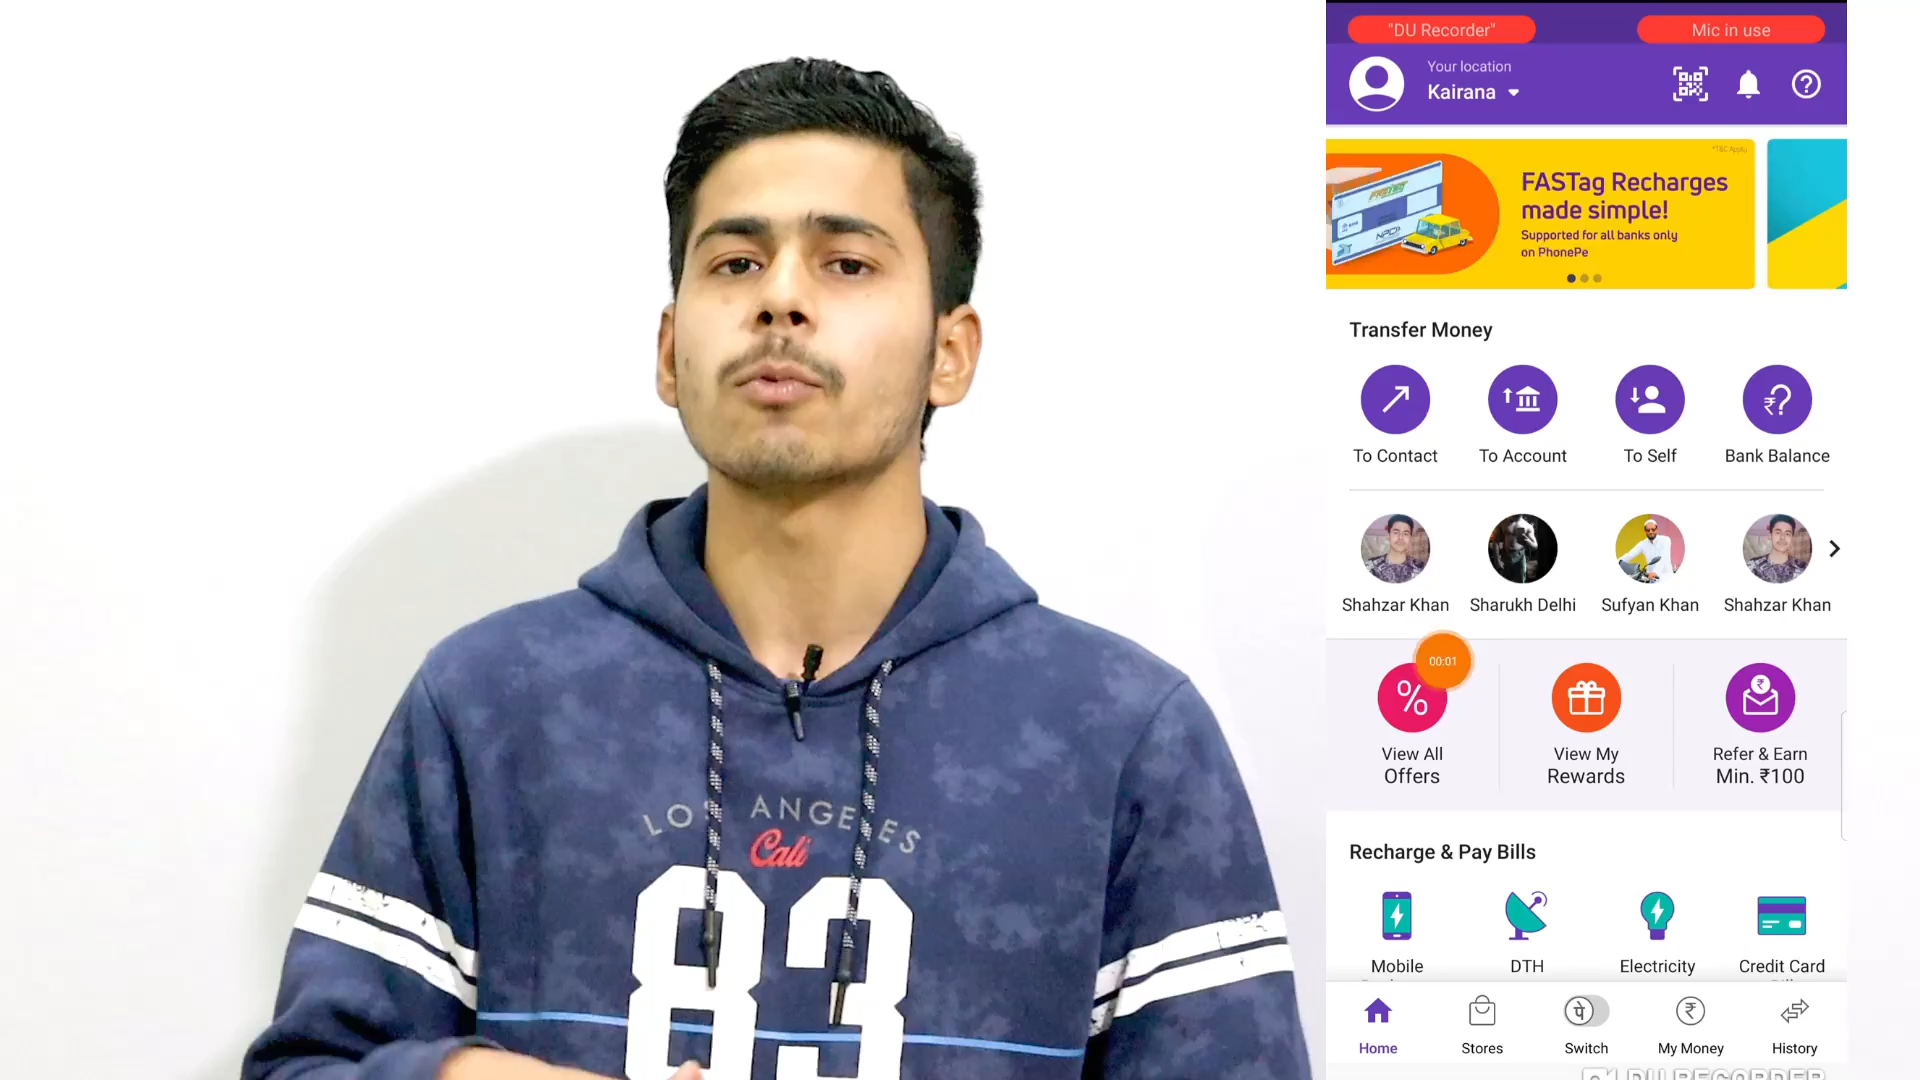 "DU Recorder"
Mic in use
Your location
Kairana
*T&C Apply
FASTag Recharges
made simple!
Supported for all banks only
on PhonePe
Transfer Money
To Contact
To Account
To Self
Bank Balance
Shahzar Khan
Sharukh Delhi
Sufyan Khan
Shahzar Khan
00:01
View All
Offers
View My
Rewards
Refer & Earn
Min. ₹100
LOS ANGELES
Cali
83
Recharge & Pay Bills
Mobile
DTH
Electricity
Credit Card
Home
Stores
पे
Switch
My Money
History
DU RECORDER